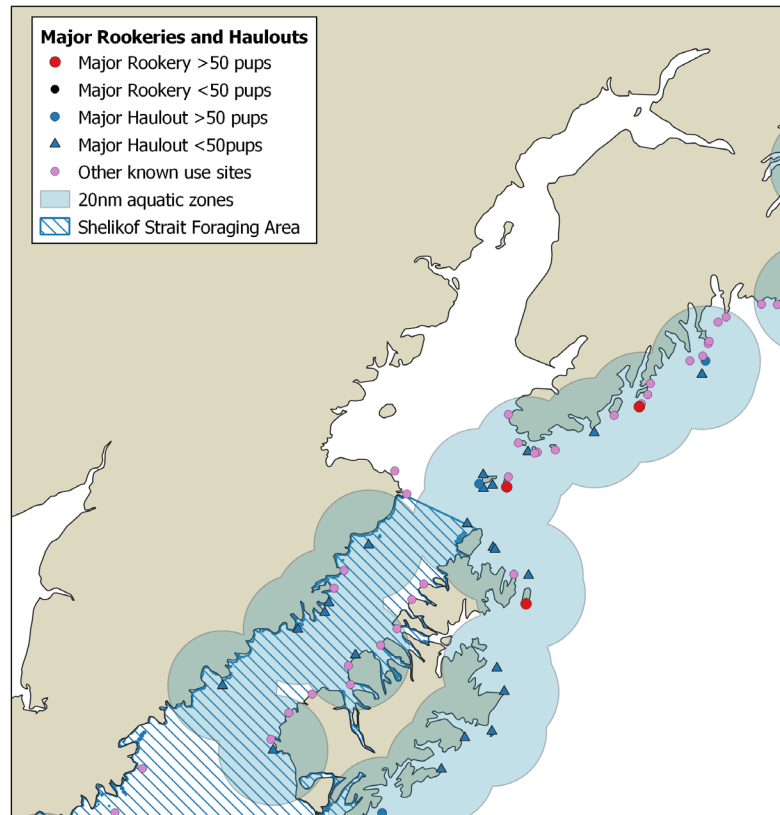 Major Rookeries and Haulouts
Major Rookery >50 pups
Major Rookery <50 pups
Major Haulout >50 pups
Major Haulout <50pups
Other known use sites
20nm aquatic zones
Shelikof Strait Foraging Area